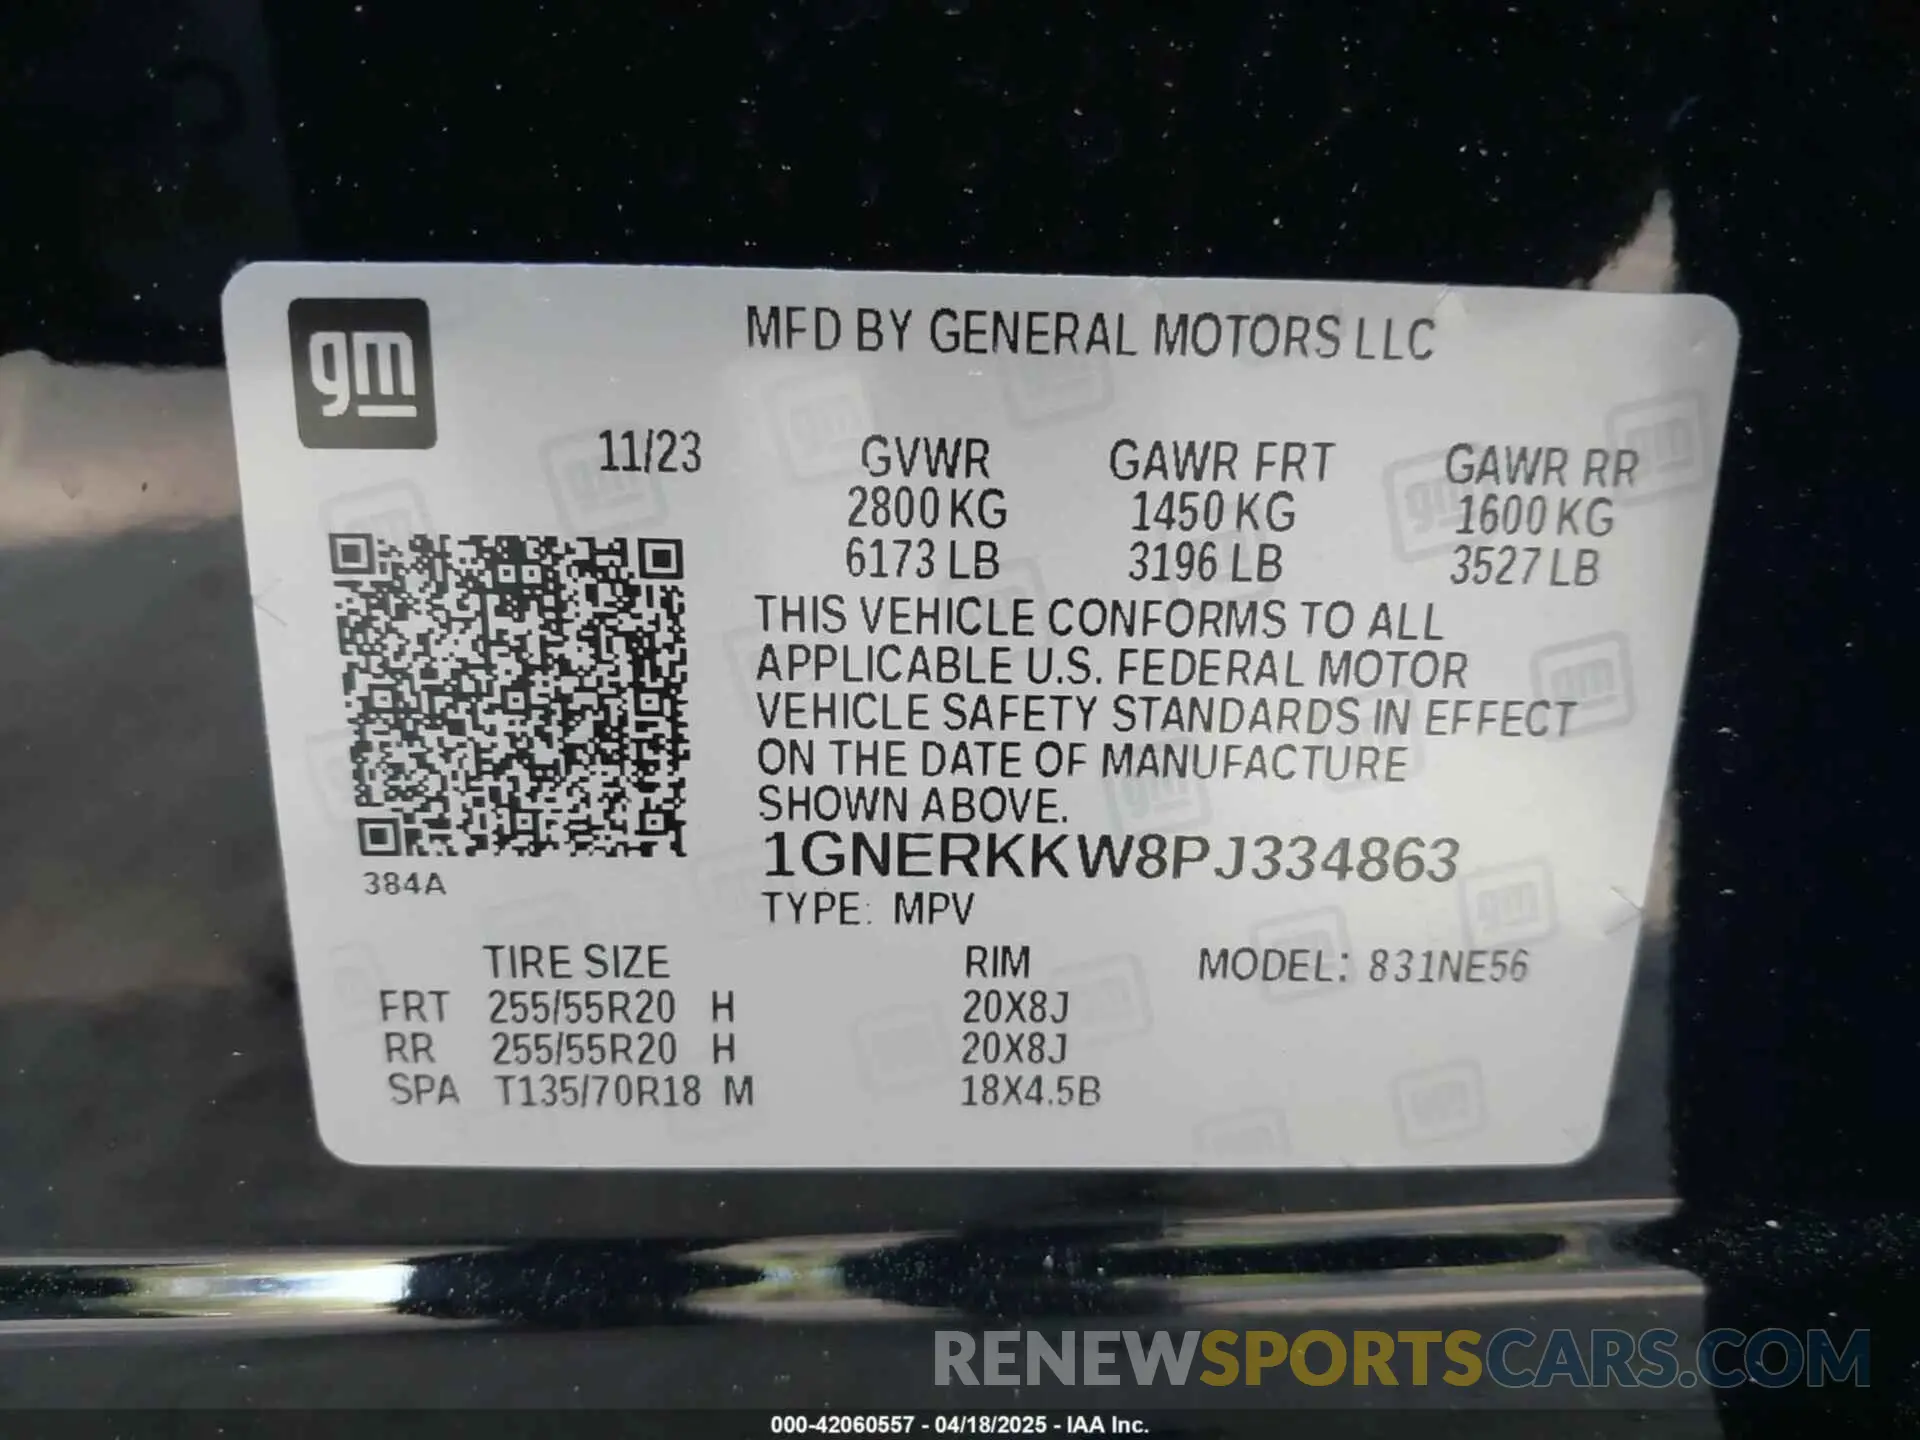 gm
MFD BY GENERAL MOTORS LLC
11/23 GVWR GAWR FRT GAWR RR
2800 KG 1450 KG 1600 KG
6173 LB 3196 LB 3527 LB
THIS VEHICLE CONFORMS TO ALL
APPLICABLE U.S. FEDERAL MOTOR
VEHICLE SAFETY STANDARDS IN EFFECT
ON THE DATE OF MANUFACTURE
SHOWN ABOVE.
1GNERKKW8PJ334863
384A
TYPE: MPV
TIRE SIZE RIM MODEL: 831NE56
FRT 255/55R20 H 20X8J
RR 255/55R20 H 20X8J
SPA T135/70R18 M 18X4.5B
RENEWSPORTSCARS.COM
000-42060557 - 04/18/2025 - IAA Inc.